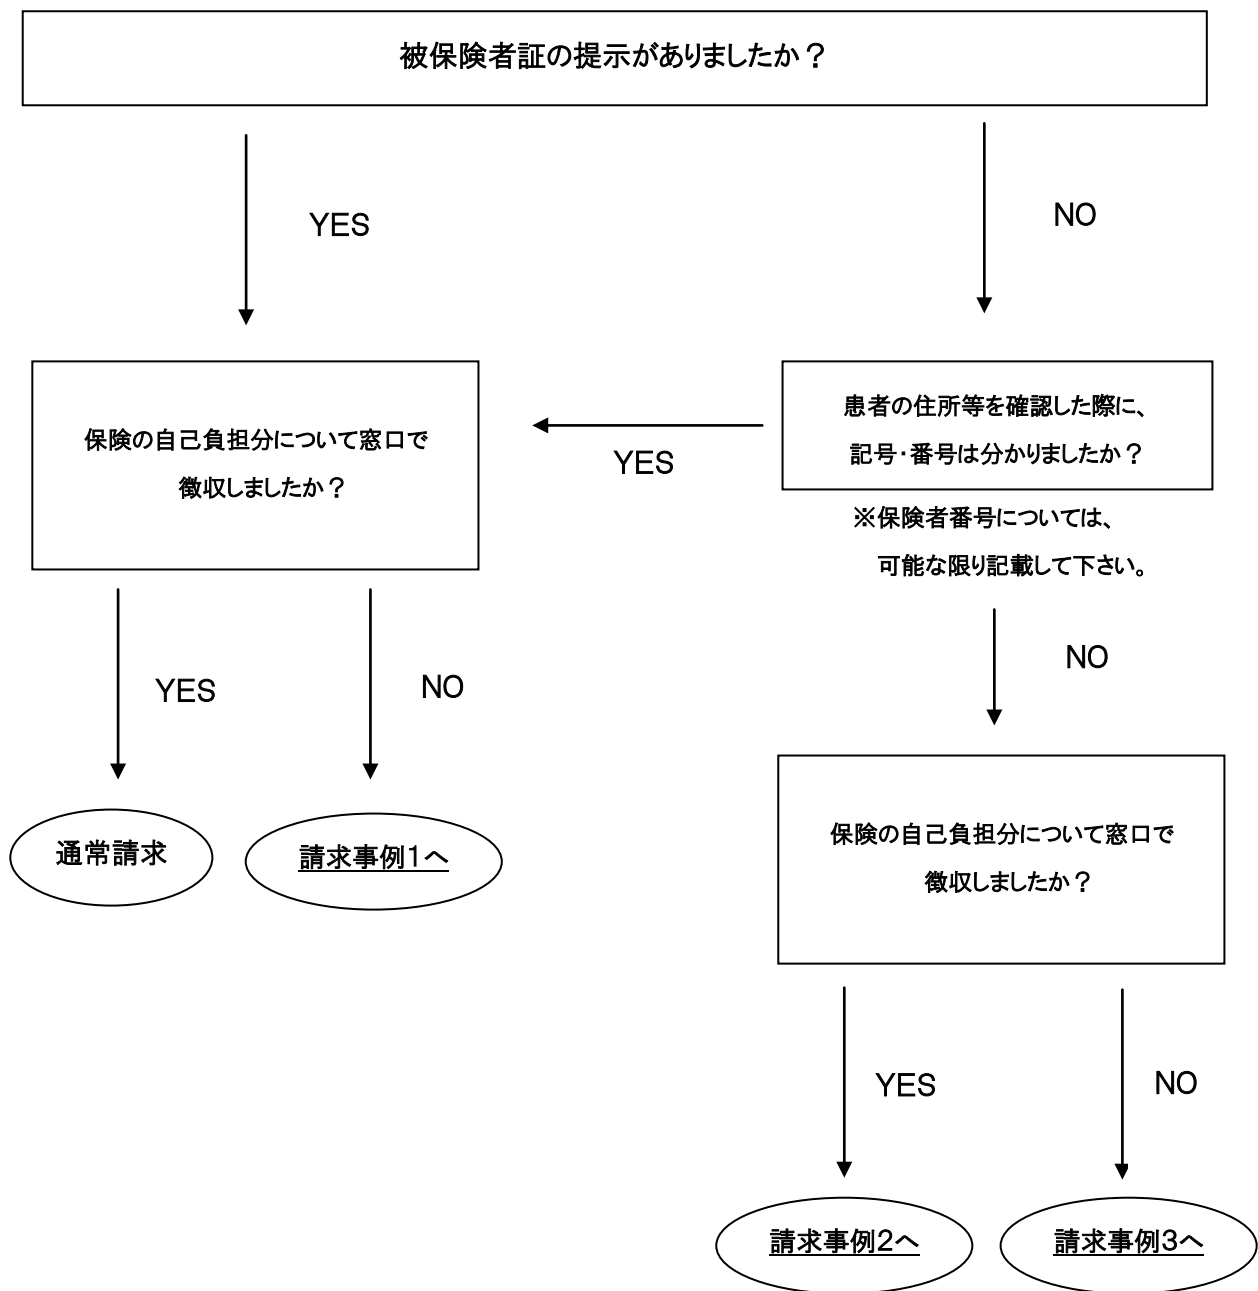 被保険者証の提示がありましたか？
YES
NO
保険の自己負担分について窓口で
徴収しましたか？
YES
患者の住所等を確認した際に、
記号・番号は分かりましたか？
※保険者番号については、
可能な限り記載して下さい。
YES
NO
NO
通常請求
請求事例１へ
保険の自己負担分について窓口で
徴収しましたか？
YES
NO
請求事例２へ
請求事例３へ